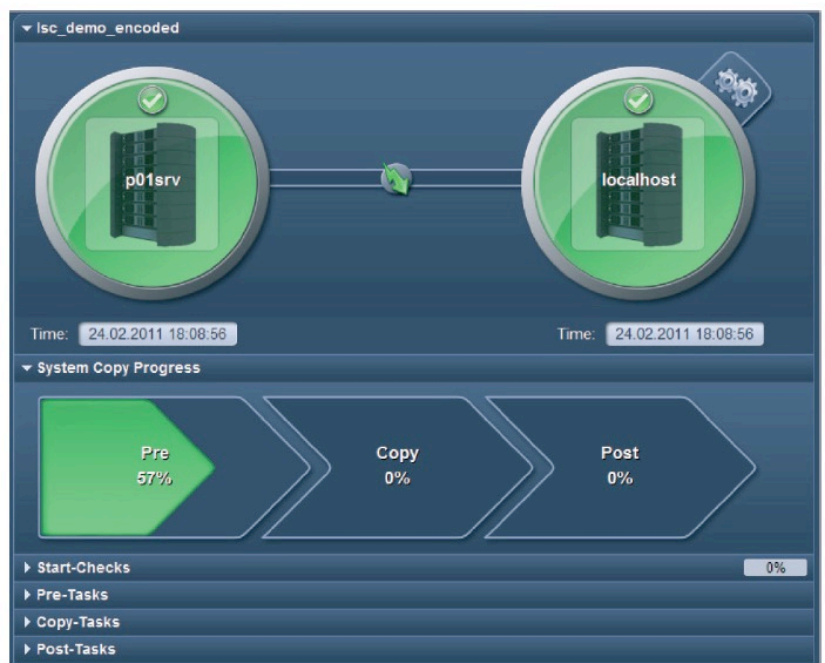 lsc_demo_encoded
p01srv
localhost
Time: 24.02.2011 18:08:56
Time: 24.02.2011 18:08:56
System Copy Progress
Pre
57%
Copy
0%
Post
0%
Start-Checks 0%
Pre-Tasks
Copy-Tasks
Post-Tasks